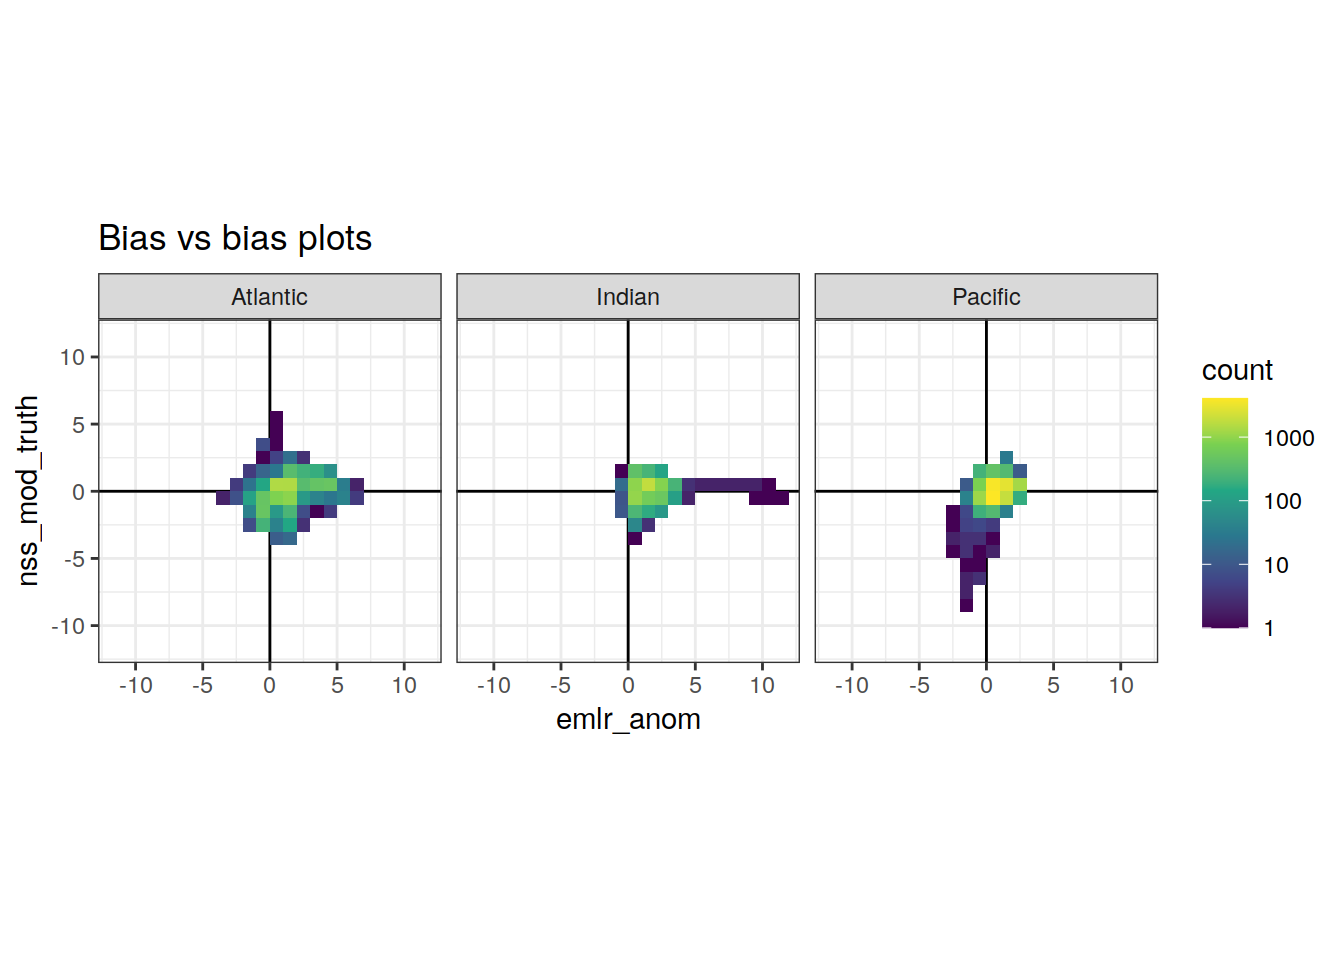 Bias vs bias plots
Atlantic Indian Pacific
nss_mod_truth
10
5
0
-5
-10
-10 -5 0 5 10 -10 -5 0 5 10 -10 -5 0 5 10
emlr_anom
count
1000
100
10
1